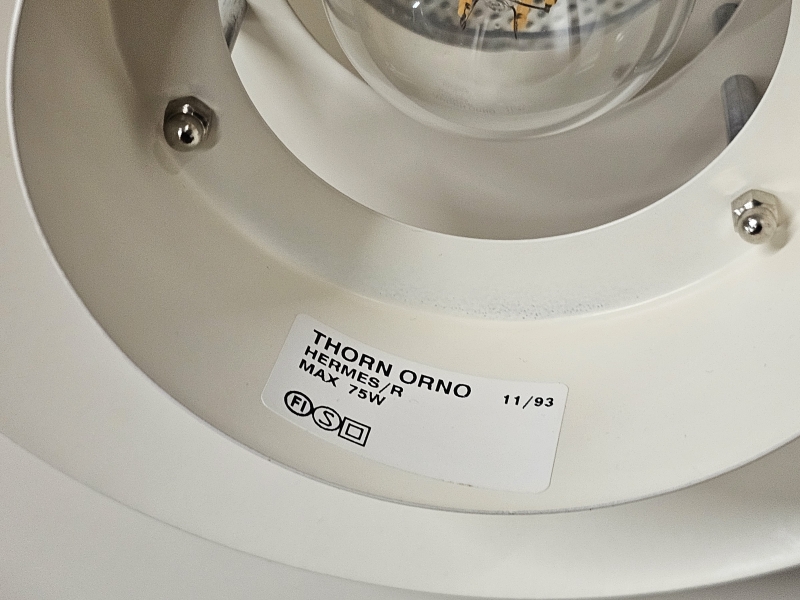 THORN ORNO
HERMES/R 11/93
MAX 75W
FI S